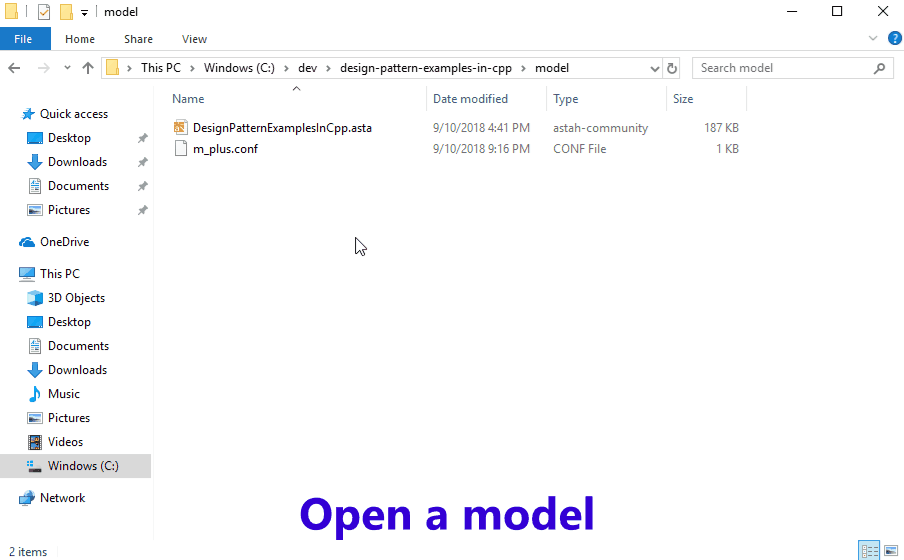 model
File Home Share View
This PC Windows (C:) dev design-pattern-examples-in-cpp model Search model
Name Date modified Type Size
Quick access
Desktop
Downloads
Documents
Pictures
OneDrive
This PC
3D Objects
Desktop
Documents
Downloads
Music
Pictures
Videos
Windows (C:)
Network
DesignPatternExamplesInCpp.asta 9/10/2018 4:41 PM astah-community 187 KB
m_plus.conf 9/10/2018 9:16 PM CONF File 1 KB
Open a model
2 items